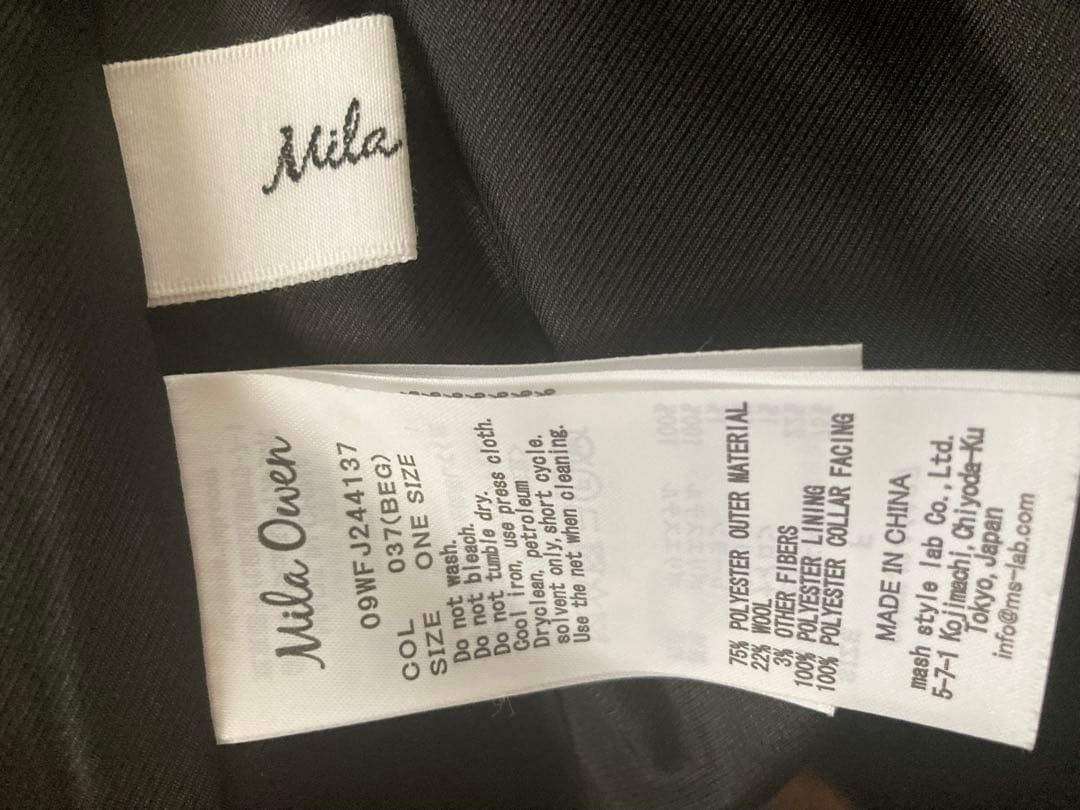 Mila
Mila Owen
09WFJ244137
COL 037(BEG)
SIZE ONE SIZE
Do not wash.
Do not bleach.
Do not tumble dry.
Cool iron, use press cloth.
Dryclean, petroleum
solvent only, short cycle.
Use the net when cleaning.
75% POLYESTER OUTER MATERIAL
22% WOOL
3% OTHER FIBERS
100% POLYESTER LINING
100% POLYESTER COLLAR FACING
MADE IN CHINA
mash style lab Co., Ltd.
5-7-1 Kojimachi, Chiyoda-Ku
Tokyo, Japan
info@ms-lab.com